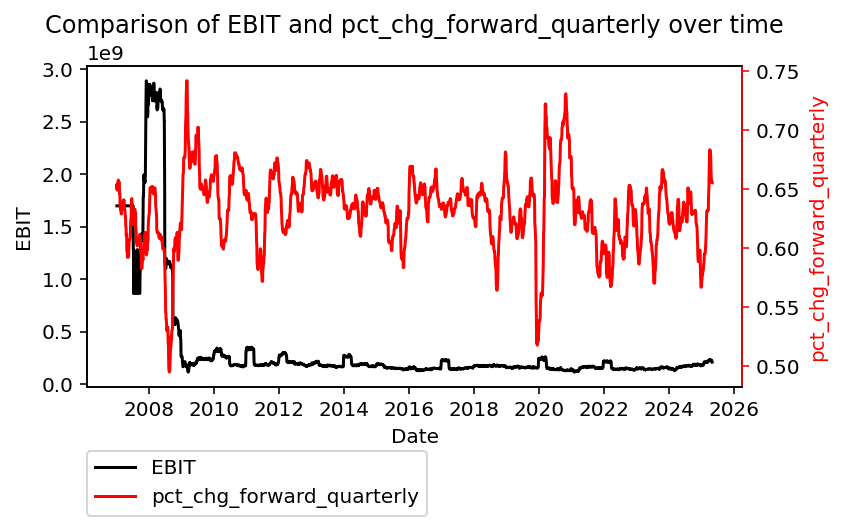 Comparison of EBIT and pct_chg_forward_quarterly over time
1e9
3.0
2.5
2.0
1.5
1.0
0.5
0.0
EBIT
0.75
0.70
0.65
0.60
0.55
0.50
pct_chg_forward_quarterly
2008 2010 2012 2014 2016 2018 2020 2022 2024 2026
Date
EBIT
pct_chg_forward_quarterly